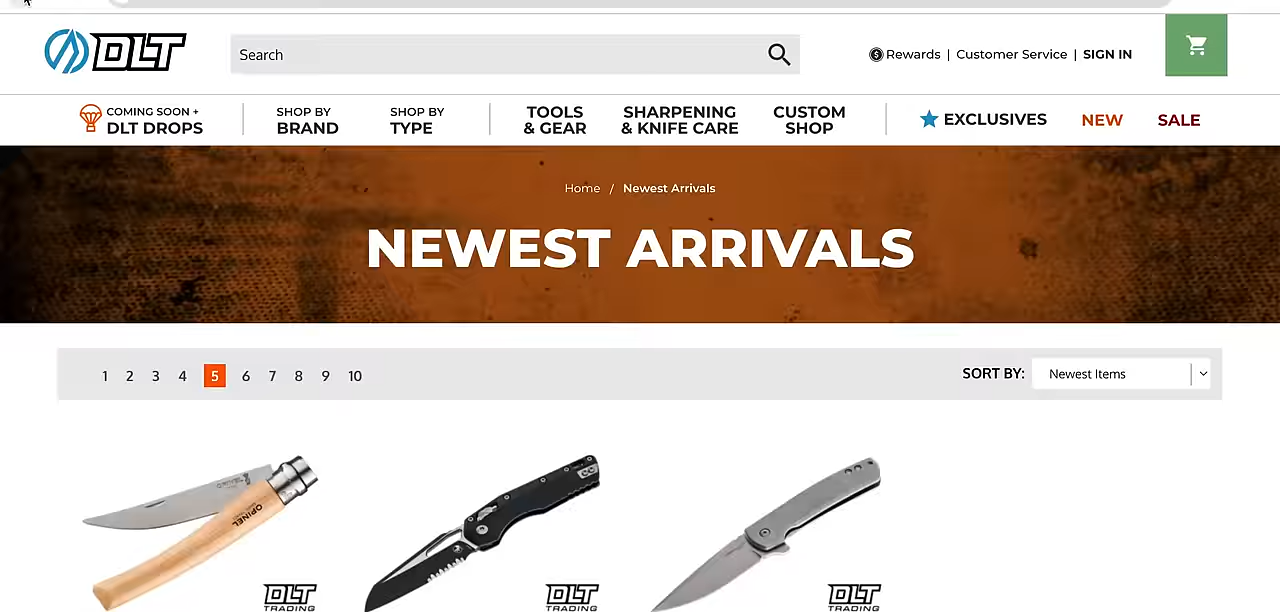 DLT
Search
Rewards | Customer Service | SIGN IN
COMING SOON +
DLT DROPS
SHOP BY
BRAND
SHOP BY
TYPE
TOOLS
& GEAR
SHARPENING
& KNIFE CARE
CUSTOM
SHOP
EXCLUSIVES
NEW
SALE
Home / Newest Arrivals
NEWEST ARRIVALS
1 2 3 4 5 6 7 8 9 10
SORT BY: Newest Items
OPINEL
DLT
TRADING
DLT
TRADING
DLT
TRADING